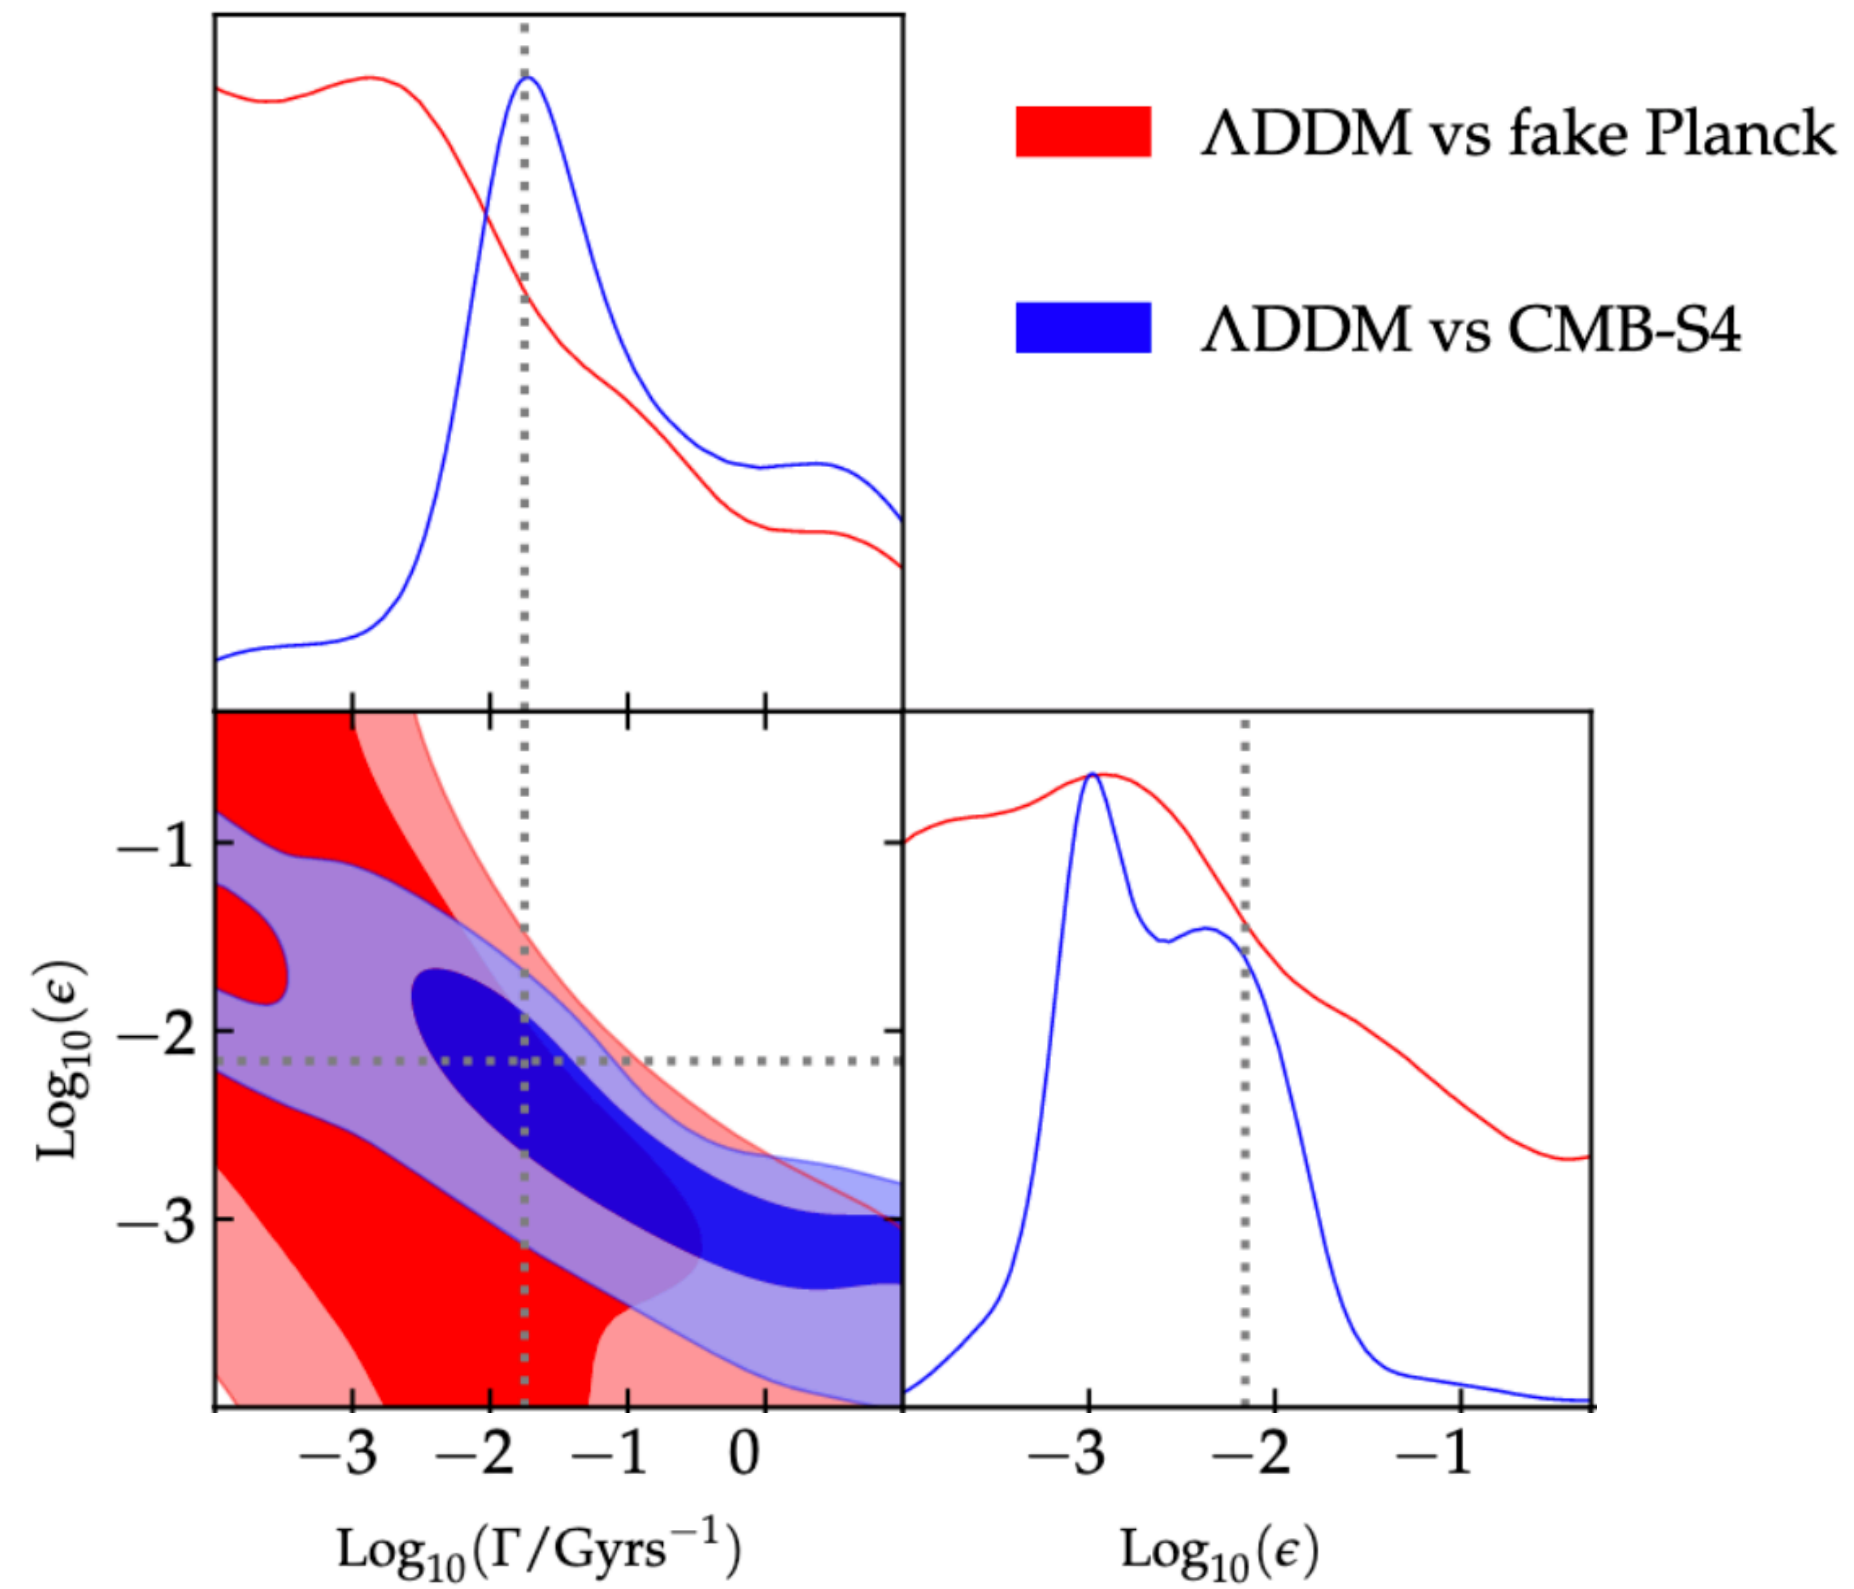 ΛDDM vs fake Planck
ΛDDM vs CMB-S4
−1
−2
−3
Log₁₀(ϵ)
−3 −2 −1 0
−3 −2 −1
Log₁₀(Γ/Gyrs⁻¹)
Log₁₀(ϵ)